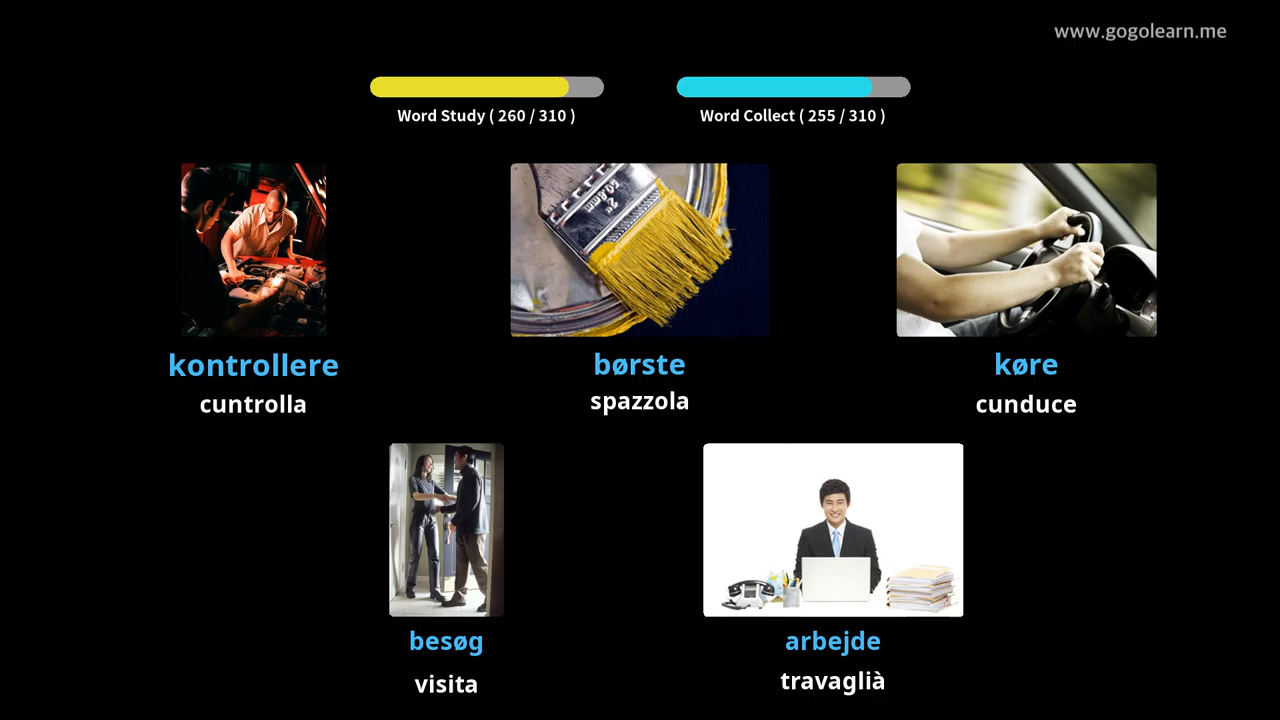 www.gogolearn.me
Word Study ( 260 / 310 )
Word Collect ( 255 / 310 )
kontrollere
cuntrolla
børste
spazzola
køre
cunduce
besøg
visita
arbejde
travaglià